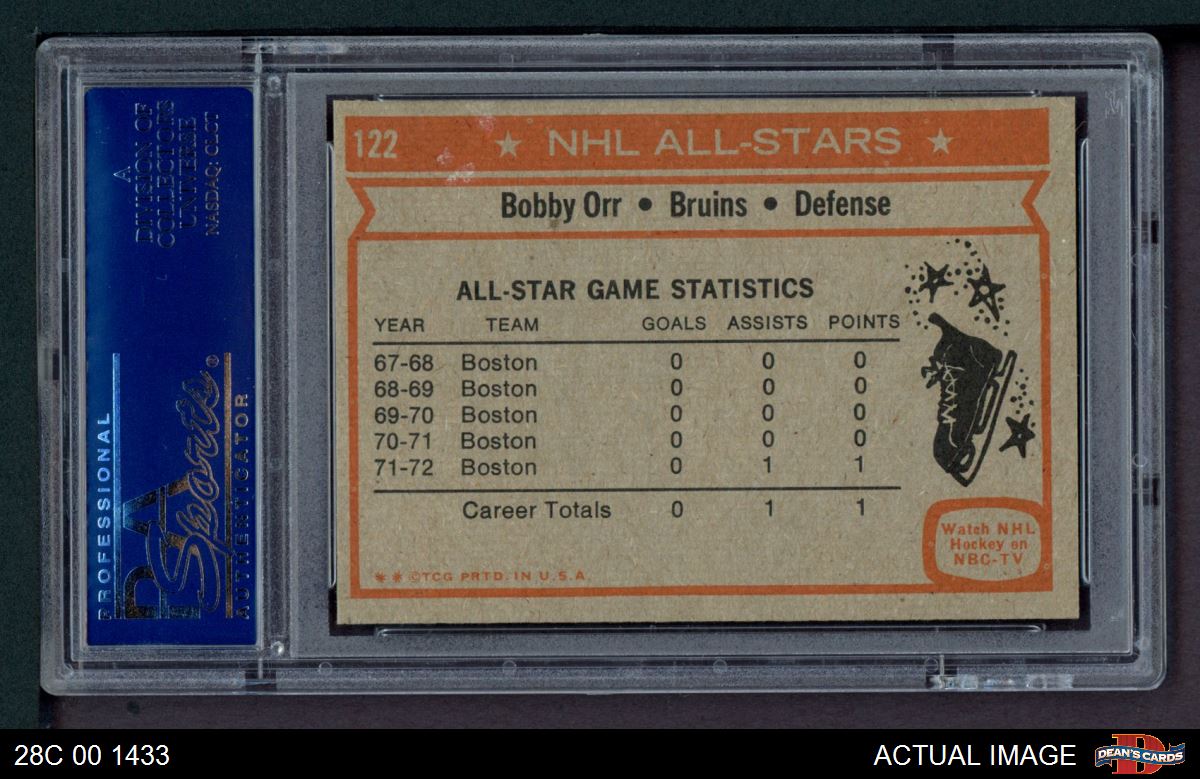 A
DIVISION OF
COLLECTORS
UNIVERSE
NASDAQ: CLCT
PROFESSIONAL
PSA
Sports®
AUTHENTICATOR
122 ★ NHL ALL-STARS ★
Bobby Orr • Bruins • Defense
ALL-STAR GAME STATISTICS
YEAR TEAM GOALS ASSISTS POINTS
67-68 Boston 0 0 0
68-69 Boston 0 0 0
69-70 Boston 0 0 0
70-71 Boston 0 0 0
71-72 Boston 0 1 1
Career Totals 0 1 1
Watch NHL
Hockey on
NBC-TV
✶ ✶ ©TCG PRTD. IN U.S.A.
28C 00 1433
ACTUAL IMAGE
D
DEAN'S CARDS